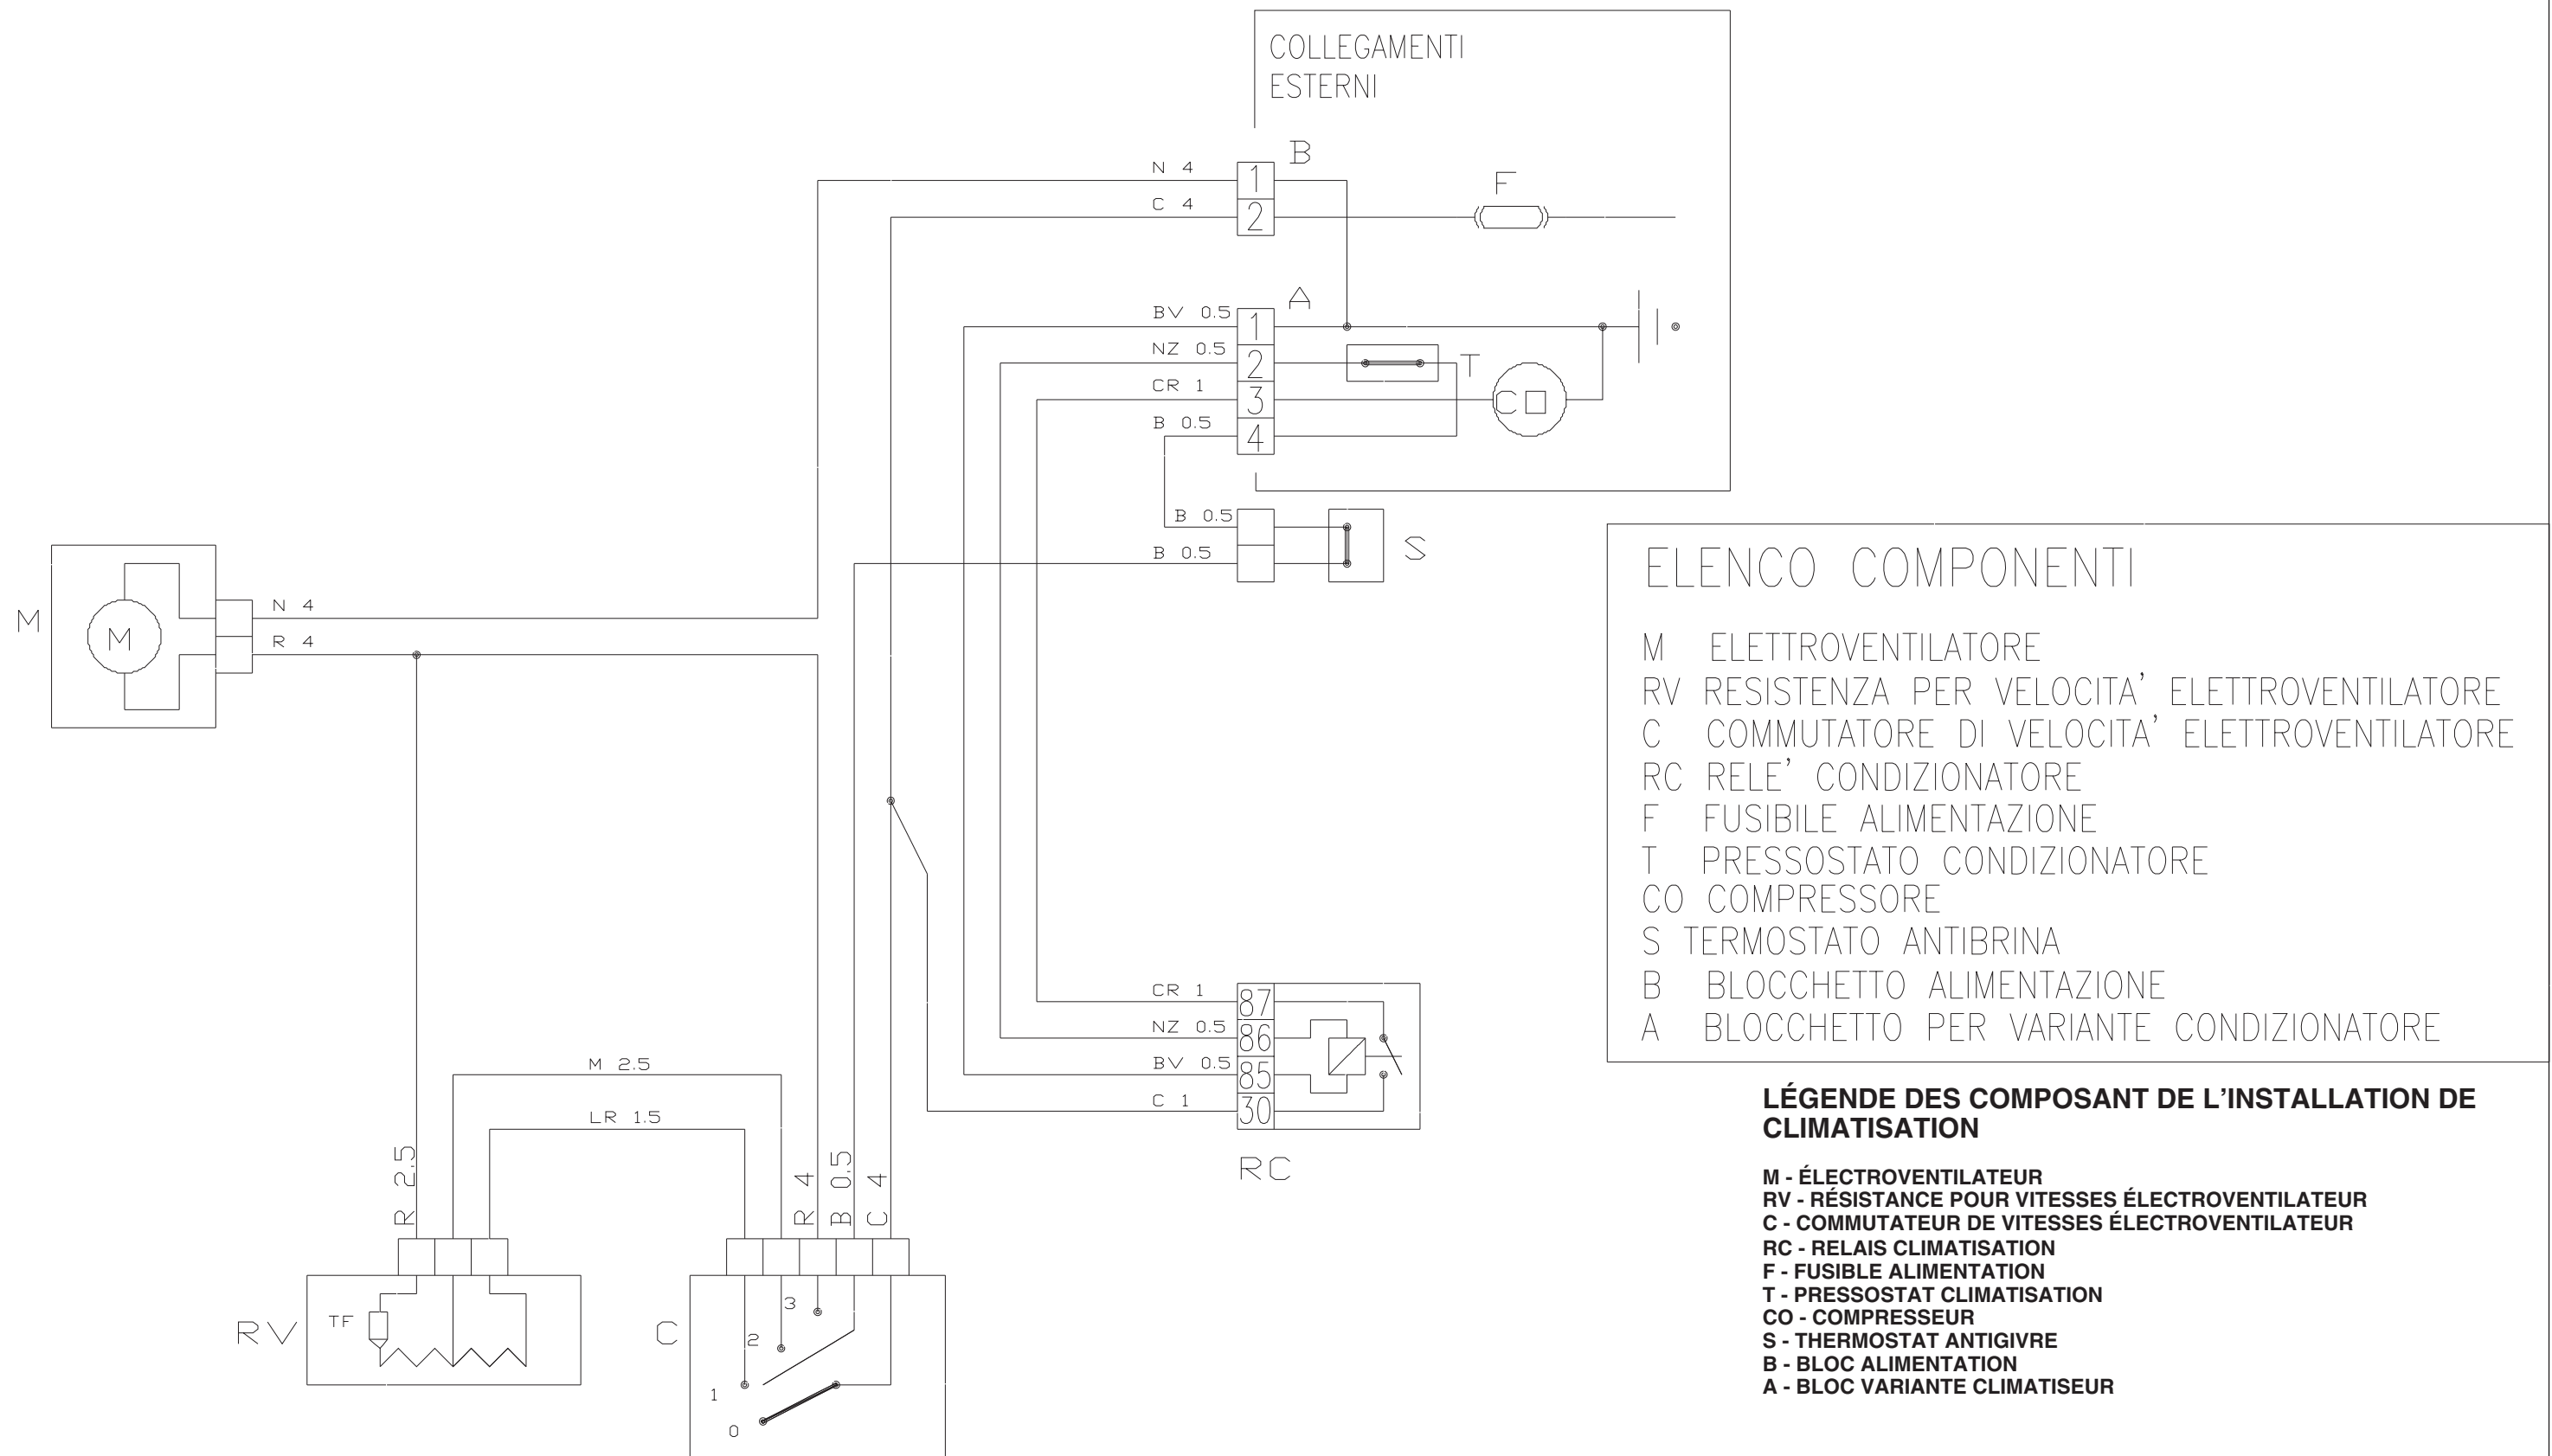 COLLEGAMENTI
ESTERNI
B
N 4
1
C 4
2
F
A
BV 0.5
1
NZ 0.5
2
T
CR 1
3
C□
B 0.5
4
B 0.5
B 0.5
S
M
M
N 4
R 4
ELENCO COMPONENTI
M ELETTROVENTILATORE
RV RESISTENZA PER VELOCITA' ELETTROVENTILATORE
C COMMUTATORE DI VELOCITA' ELETTROVENTILATORE
RC RELE' CONDIZIONATORE
F FUSIBILE ALIMENTAZIONE
T PRESSOSTATO CONDIZIONATORE
CO COMPRESSORE
S TERMOSTATO ANTIBRINA
B BLOCCHETTO ALIMENTAZIONE
A BLOCCHETTO PER VARIANTE CONDIZIONATORE
CR 1
87
NZ 0.5
86
BV 0.5
85
C 1
30
RC
M 2.5
LR 1.5
R 2.5
R 4
B 0.5
C 4
RV
TF
C
3
2
1
0
LÉGENDE DES COMPOSANT DE L'INSTALLATION DE
CLIMATISATION
M - ÉLECTROVENTILATEUR
RV - RÉSISTANCE POUR VITESSES ÉLECTROVENTILATEUR
C - COMMUTATEUR DE VITESSES ÉLECTROVENTILATEUR
RC - RELAIS CLIMATISATION
F - FUSIBLE ALIMENTATION
T - PRESSOSTAT CLIMATISATION
CO - COMPRESSEUR
S - THERMOSTAT ANTIGIVRE
B - BLOC ALIMENTATION
A - BLOC VARIANTE CLIMATISEUR